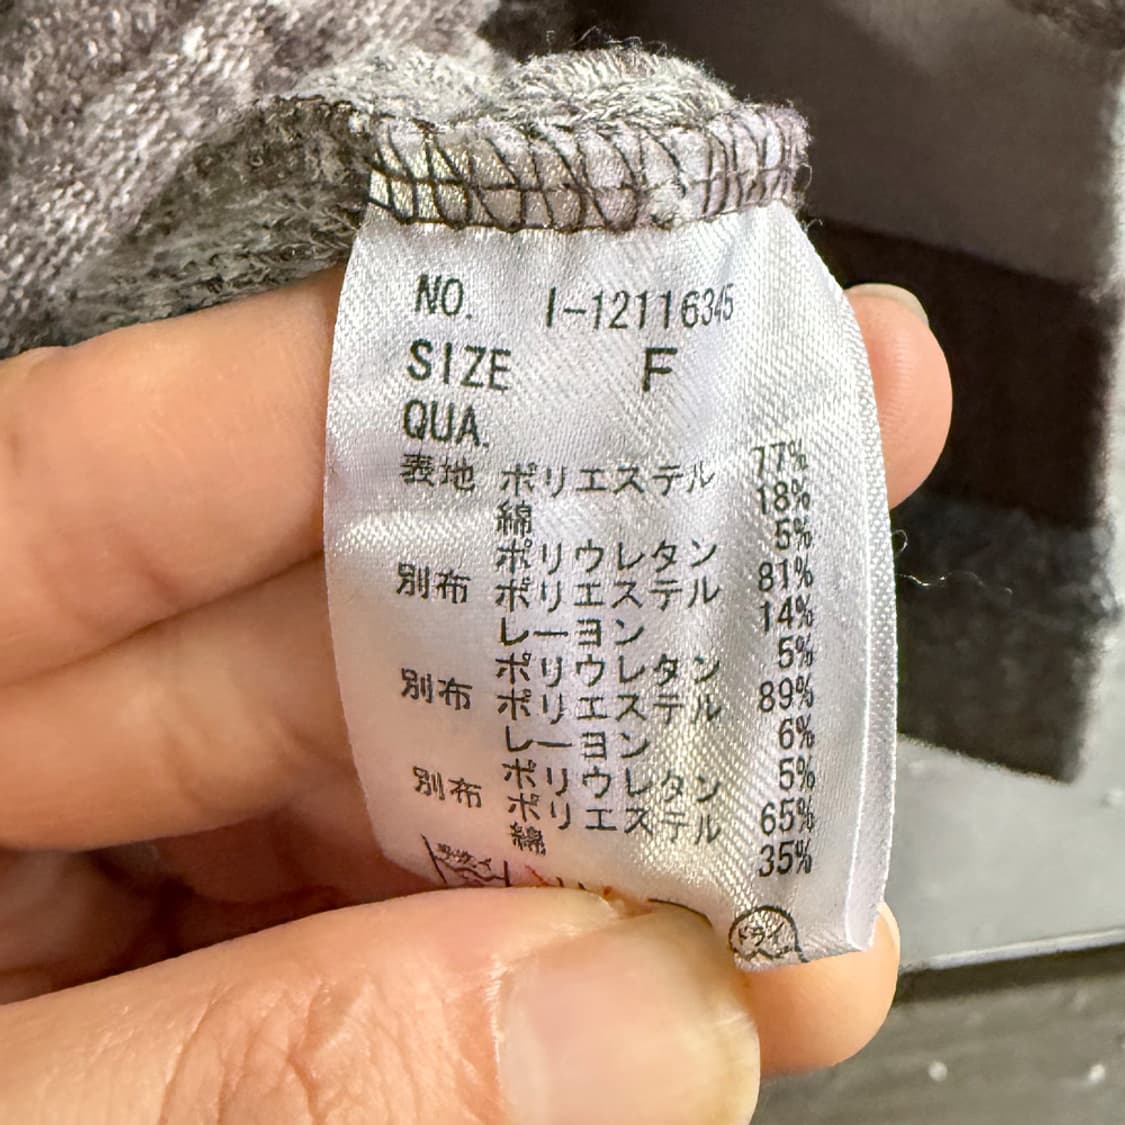 NO. I-12116345
SIZE F
QUA.
表地 ポリエステル 77%
綿 18%
ポリウレタン 5%
別布 ポリエステル 81%
レーヨン 14%
ポリウレタン 5%
別布 ポリエステル 89%
レーヨン 6%
ポリウレタン 5%
別布 ポリエステル 65%
綿 35%
ドライ